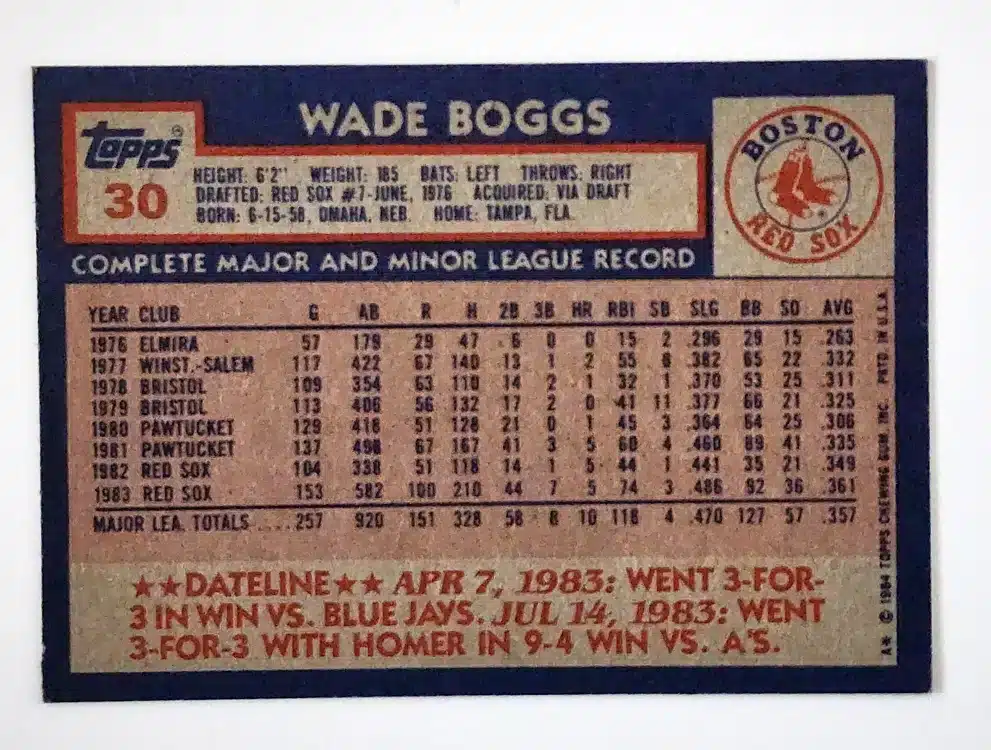 WADE BOGGS
topps®
30
HEIGHT: 6'2" WEIGHT: 185 BATS: LEFT THROWS: RIGHT
DRAFTED: RED SOX #7-JUNE, 1976 ACQUIRED: VIA DRAFT
BORN: 6-15-58, OMAHA, NEB. HOME: TAMPA, FLA.
BOSTON
RED SOX
COMPLETE MAJOR AND MINOR LEAGUE RECORD
YEAR CLUB G AB R H 2B 3B HR RBI SB SLG BB SO AVG
1976 ELMIRA 57 179 29 47 6 0 0 15 2 .296 29 15 .263
1977 WINST.-SALEM 117 422 67 140 13 1 2 55 8 .382 65 22 .332
1978 BRISTOL 109 354 63 110 14 2 1 32 1 .370 53 25 .311
1979 BRISTOL 113 406 56 132 17 2 0 41 11 .377 66 21 .325
1980 PAWTUCKET 129 418 51 128 21 0 1 45 3 .364 64 25 .306
1981 PAWTUCKET 137 498 67 167 41 3 5 60 4 .460 89 41 .335
1982 RED SOX 104 338 51 118 14 1 5 44 1 .441 35 21 .349
1983 RED SOX 153 582 100 210 44 7 5 74 3 .486 92 36 .361
MAJOR LEA. TOTALS .... 257 920 151 328 58 8 10 118 4 .470 127 57 .357
★★DATELINE★★ APR 7, 1983: WENT 3-FOR-
3 IN WIN VS. BLUE JAYS. JUL 14, 1983: WENT
3-FOR-3 WITH HOMER IN 9-4 WIN VS. A'S.
A* © 1984 TOPPS CHEWING GUM, INC. PRTD. IN U.S.A.